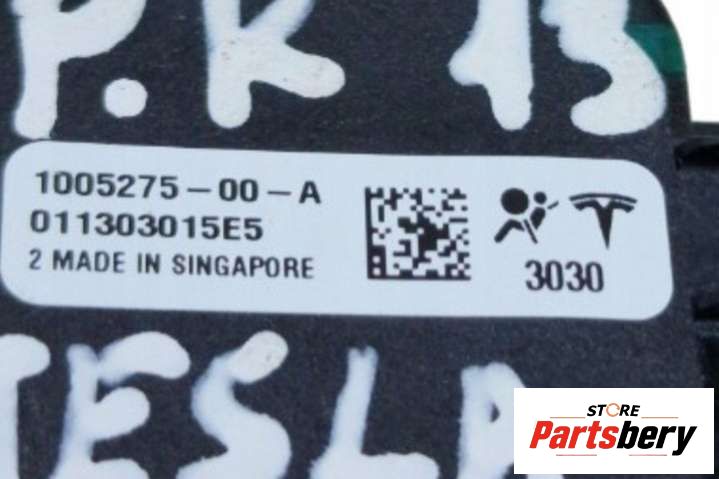 P.K 13
1005275-00-A
011303015E5
2 MADE IN SINGAPORE
3030
TESLA
STORE
Partsbery